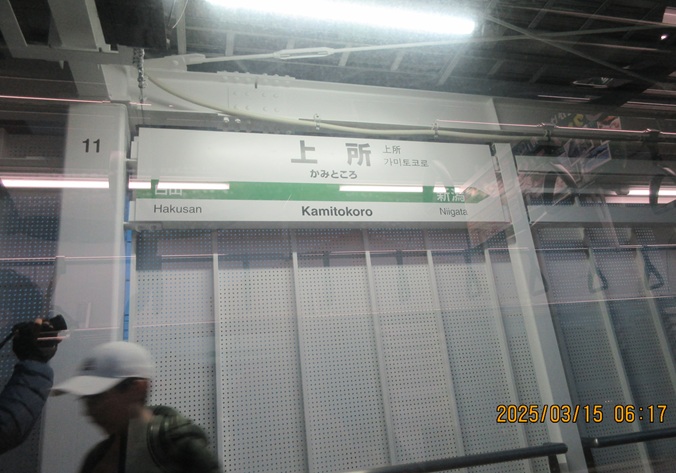 11
上所
上所
가미토코로
かみところ
白山
新潟
Hakusan
Kamitokoro
Niigata
2025/03/15 06:17